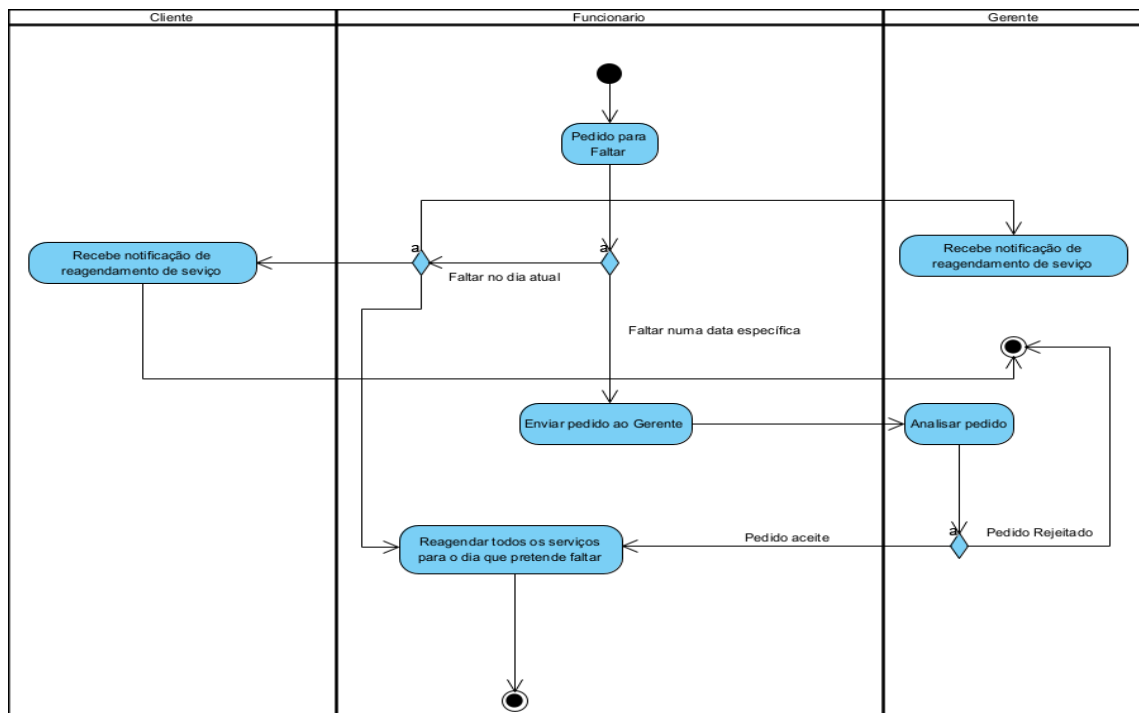 Cliente
Funcionario
Gerente
Pedido para
Faltar
a
a
Recebe notificação de
reagendamento de seviço
Recebe notificação de
reagendamento de seviço
Faltar no dia atual
Faltar numa data específica
Enviar pedido ao Gerente
Analisar pedido
a
Pedido aceite
Pedido Rejeitado
Reagendar todos os serviços
para o dia que pretende faltar